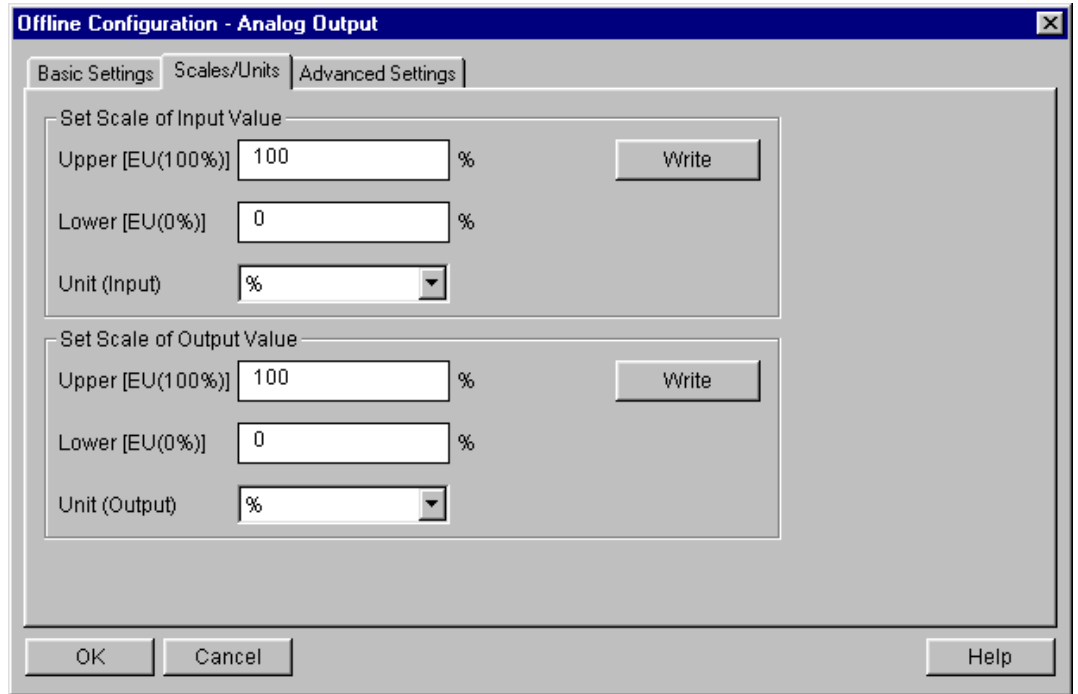 Offline Configuration - Analog Output
Basic Settings Scales/Units Advanced Settings
Set Scale of Input Value
Upper [EU(100%)] 100 % Write
Lower [EU(0%)] 0 %
Unit (Input) %
Set Scale of Output Value
Upper [EU(100%)] 100 % Write
Lower [EU(0%)] 0 %
Unit (Output) %
OK Cancel Help